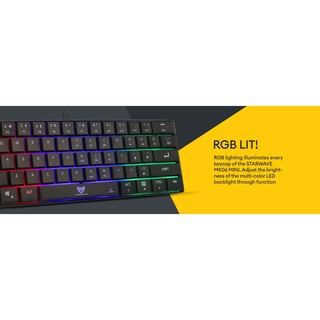 RGB LIT!
RGB lighting illuminates every
keycap of the STARWAVE
MK06 MINI. Adjust the bright-
ness of the multi-color LED
backlight through function